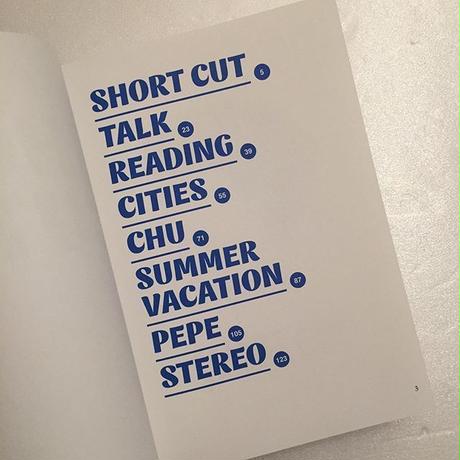 SHORT CUT 5
TALK 23
READING 39
CITIES 55
CHU 71
SUMMER
VACATION 87
PEPE 105
STEREO 123
3